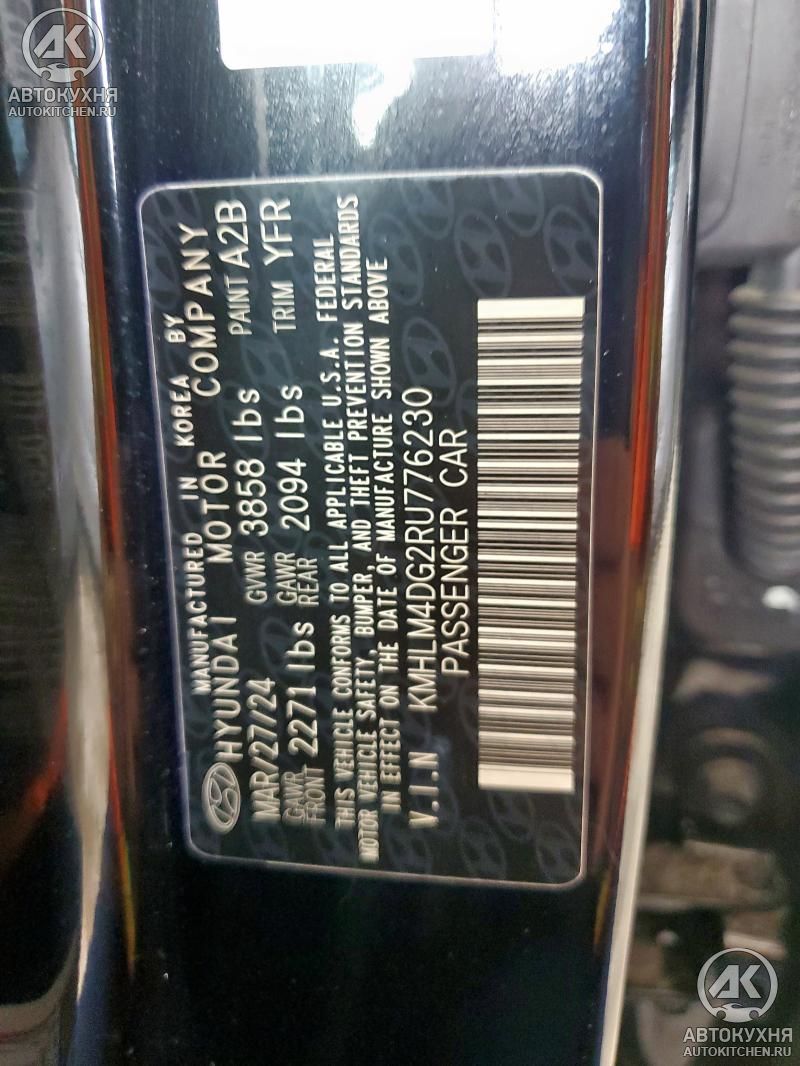 АВТОКУХНЯ
AUTOKITCHEN.RU
MANUFACTURED IN KOREA BY
HYUNDAI MOTOR COMPANY
MAR/27/24 GVWR 3858 lbs PAINT A2B
GAWR FRONT 2271 lbs GAWR REAR 2094 lbs TRIM YFR
THIS VEHICLE CONFORMS TO ALL APPLICABLE U.S.A. FEDERAL
MOTOR VEHICLE SAFETY, BUMPER, AND THEFT PREVENTION STANDARDS
IN EFFECT ON THE DATE OF MANUFACTURE SHOWN ABOVE
V.I.N KMHLM4DG2RU776230
PASSENGER CAR
АК
АВТОКУХНЯ
AUTOKITCHEN.RU